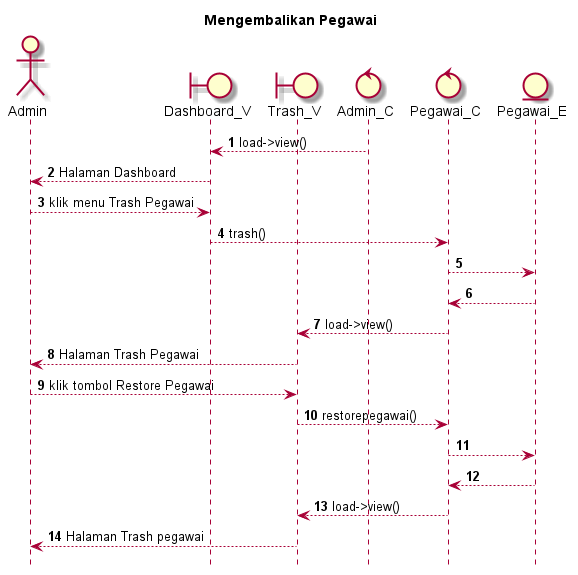 Mengembalikan Pegawai
Admin
Dashboard_V
Trash_V
Admin_C
Pegawai_C
Pegawai_E
1 load->view()
2 Halaman Dashboard
3 klik menu Trash Pegawai
4 trash()
5
6
7 load->view()
8 Halaman Trash Pegawai
9 klik tombol Restore Pegawai
10 restorepegawai()
11
12
13 load->view()
14 Halaman Trash pegawai